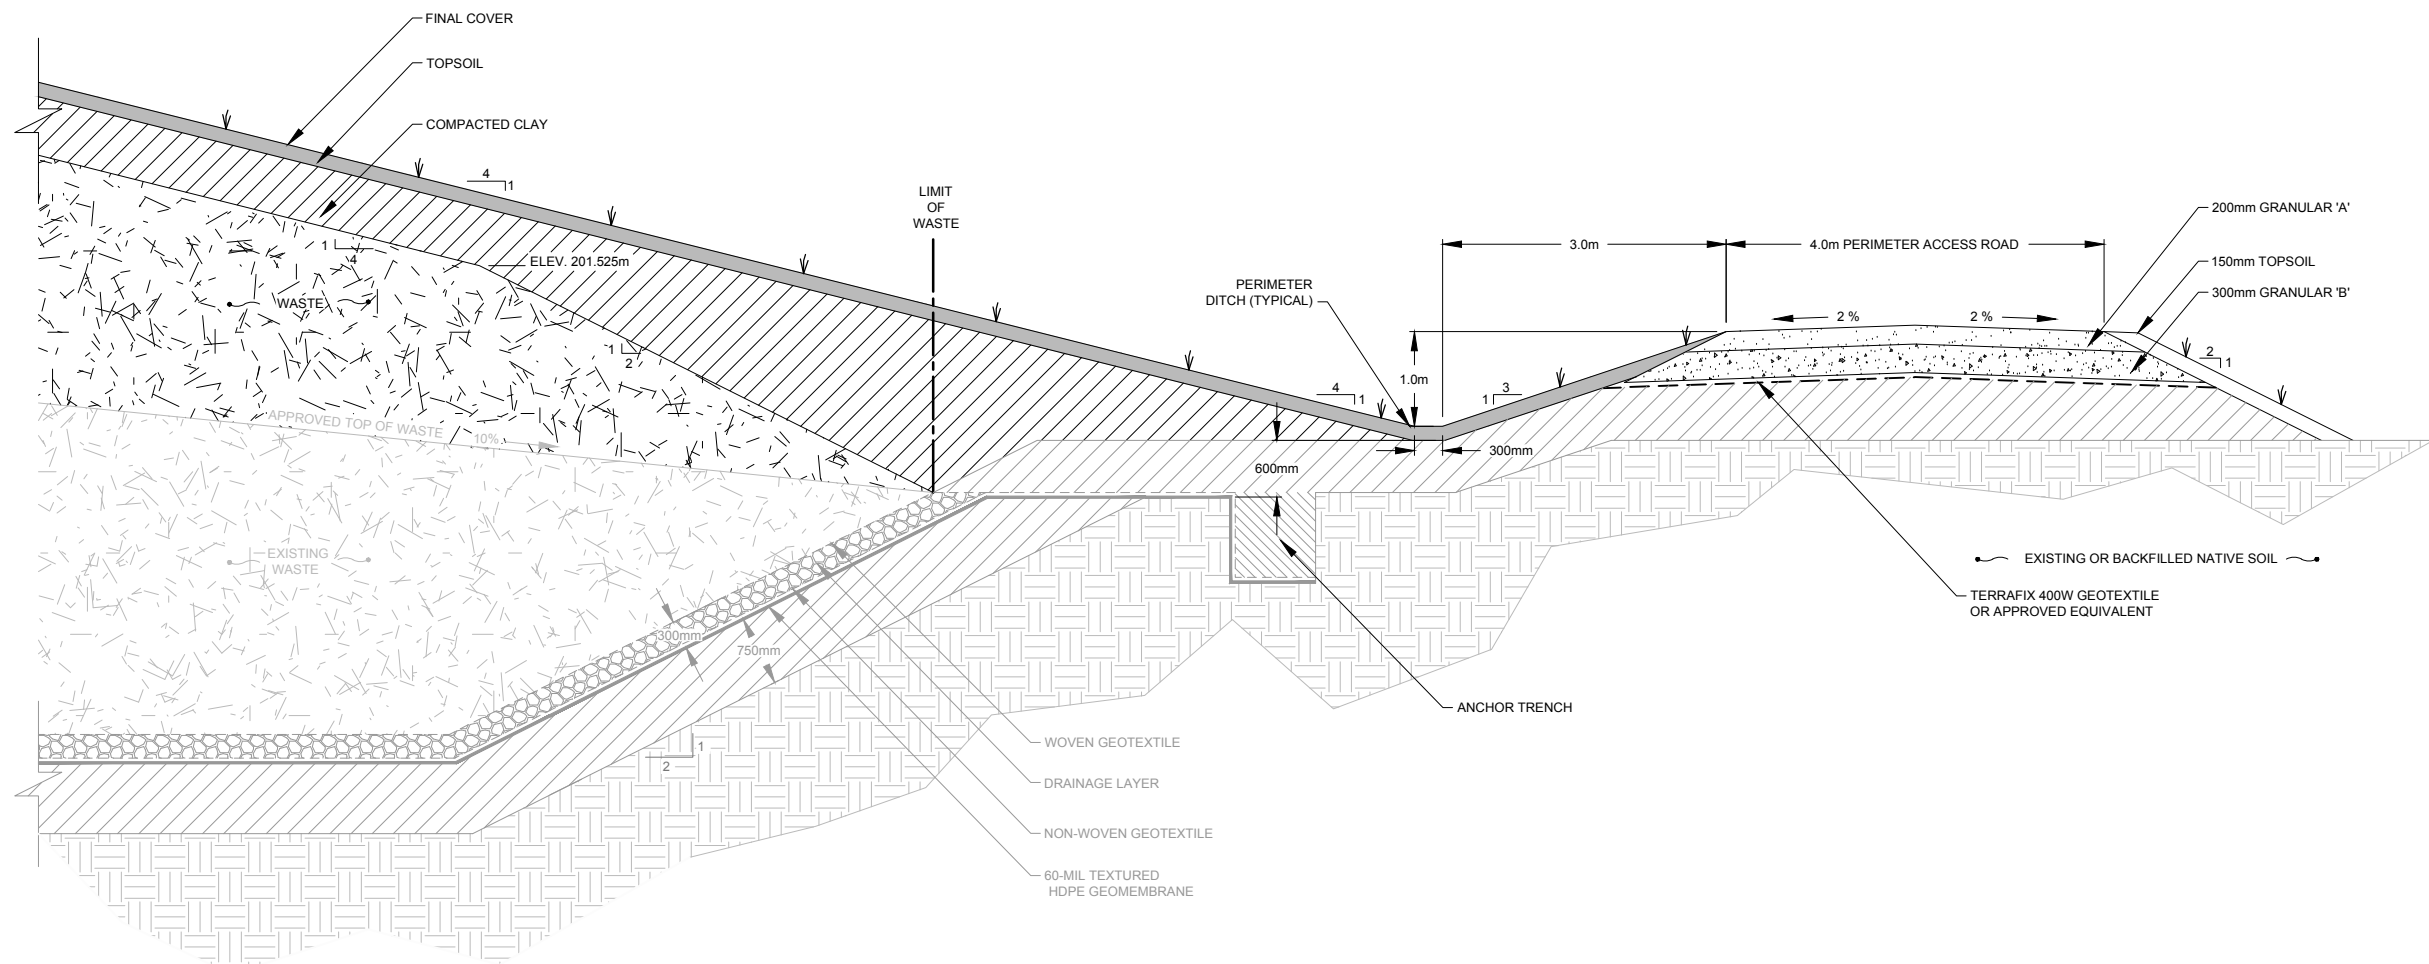 FINAL COVER
TOPSOIL
COMPACTED CLAY
4
1
LIMIT
OF
WASTE
200mm GRANULAR 'A'
3.0m
4.0m PERIMETER ACCESS ROAD
1
4
ELEV. 201.525m
150mm TOPSOIL
PERIMETER
DITCH (TYPICAL)
300mm GRANULAR 'B'
WASTE
2 %
2 %
1
2
2
1
1.0m
4
1
3
1
APPROVED TOP OF WASTE
10%
300mm
600mm
EXISTING
WASTE
EXISTING OR BACKFILLED NATIVE SOIL
TERRAFIX 400W GEOTEXTILE
OR APPROVED EQUIVALENT
300mm
750mm
ANCHOR TRENCH
1
2
WOVEN GEOTEXTILE
DRAINAGE LAYER
NON-WOVEN GEOTEXTILE
60-MIL TEXTURED
HDPE GEOMEMBRANE